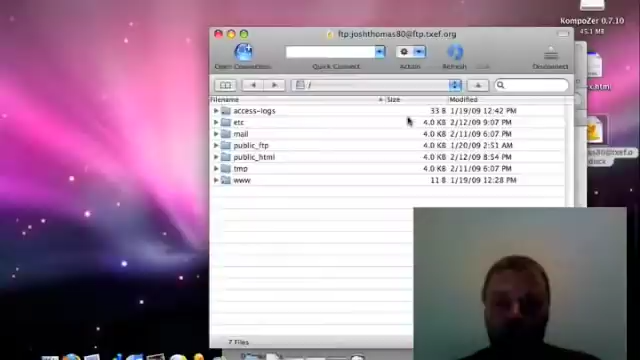 KompoZer 0.7.10
45.1 MB
ftp.joshthomas80@ftp.txef.org
Open Connection
Quick Connect
Action
Refresh
Disconnect
/
Filename
Size
Modified
access-logs 33 B 1/19/09 12:42 PM
etc 4.0 KB 2/12/09 9:07 PM
mail 4.0 KB 2/11/09 6:07 PM
public_ftp 4.0 KB 1/20/09 2:51 AM
public_html 4.0 KB 2/12/09 8:54 PM
tmp 4.0 KB 2/11/09 6:07 PM
www 11 B 1/19/09 12:28 PM
7 Files
x.html